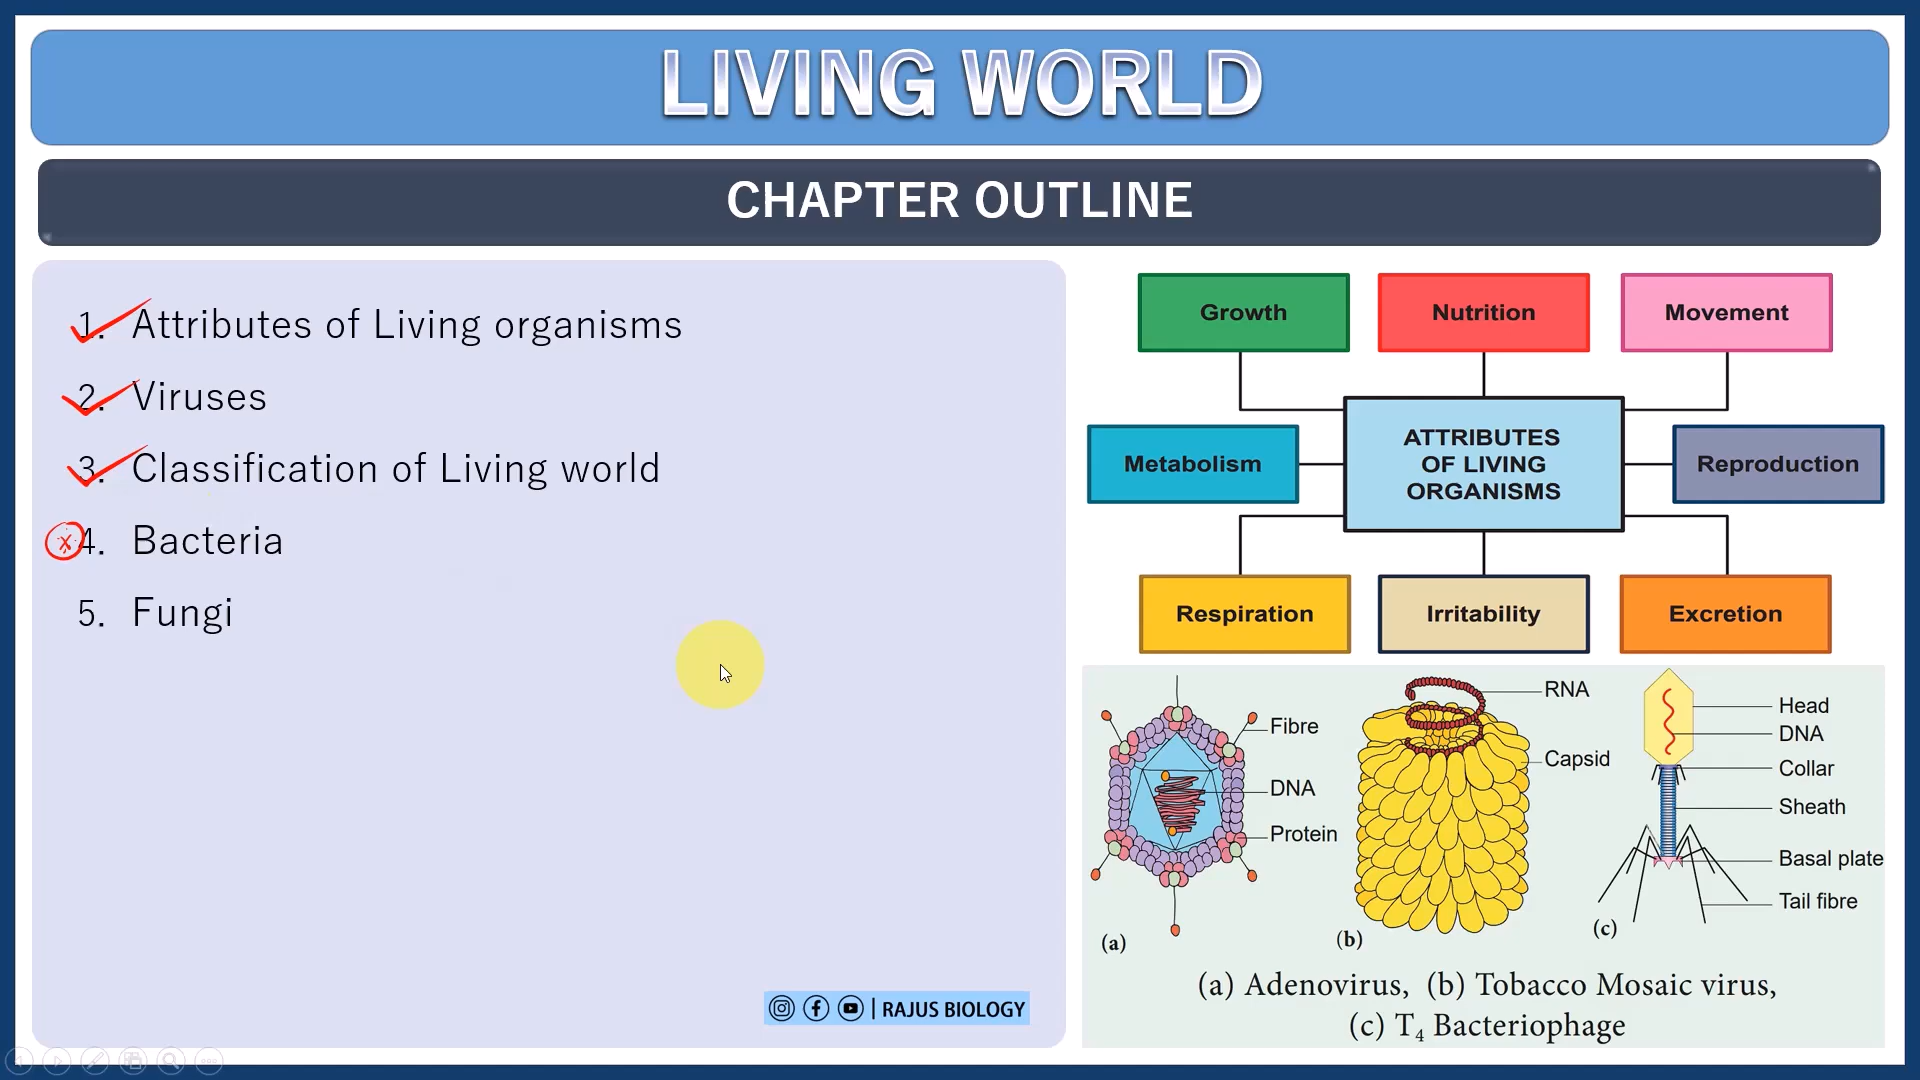 LIVING WORLD
CHAPTER OUTLINE
1. Attributes of Living organisms
2. Viruses
3. Classification of Living world
4. Bacteria
5. Fungi
| RAJUS BIOLOGY
Growth
Nutrition
Movement
Metabolism
ATTRIBUTES
OF LIVING
ORGANISMS
Reproduction
Respiration
Irritability
Excretion
Fibre
DNA
Protein
(a)
RNA
Capsid
(b)
Head
DNA
Collar
Sheath
Basal plate
Tail fibre
(c)
(a) Adenovirus, (b) Tobacco Mosaic virus,
(c) T₄ Bacteriophage